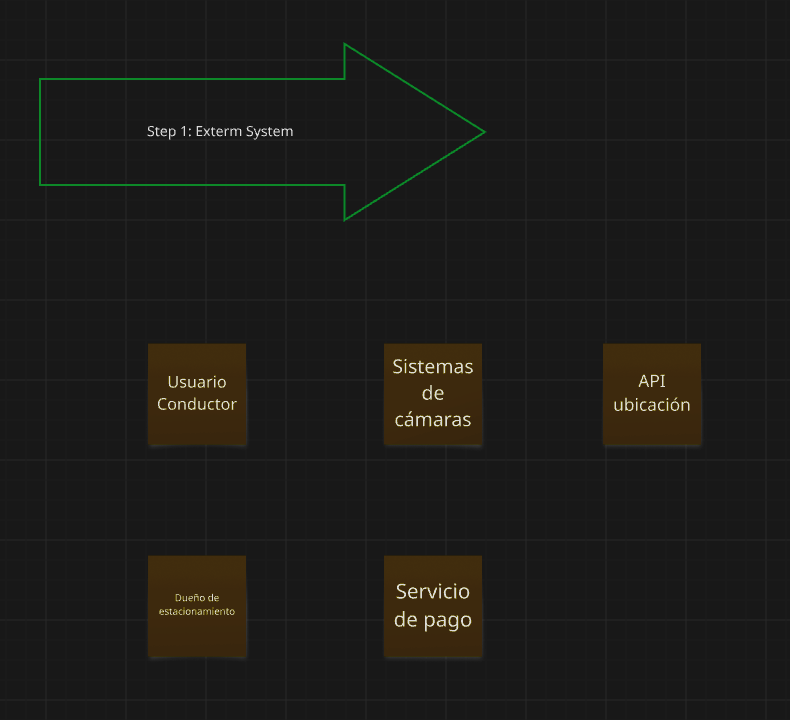 Step 1: Exterm System
Usuario
Conductor
Sistemas
de
cámaras
API
ubicación
Dueño de
estacionamiento
Servicio
de pago